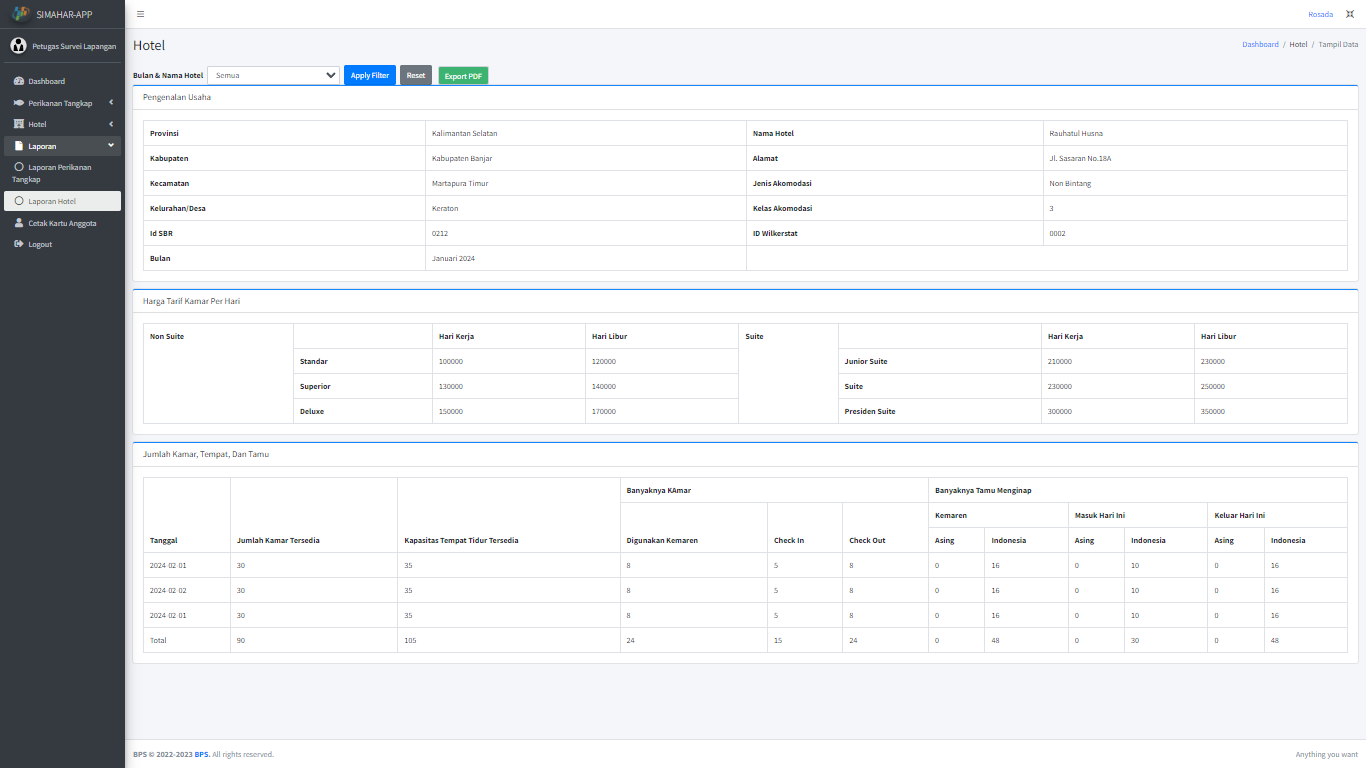 SIMAHAR-APP
Rosada
Petugas Survei Lapangan
Dashboard
Perikanan Tangkap
Hotel
Laporan
Laporan Perikanan
Tangkap
Laporan Hotel
Cetak Kartu Anggota
Logout
Hotel
Dashboard / Hotel / Tampil Data
Bulan & Nama Hotel Semua Apply Filter Reset Export PDF
Pengenalan Usaha
Provinsi Kalimantan Selatan Nama Hotel Rauhatul Husna
Kabupaten Kabupaten Banjar Alamat Jl. Sasaran No.18A
Kecamatan Martapura Timur Jenis Akomodasi Non Bintang
Kelurahan/Desa Keraton Kelas Akomodasi 3
Id SBR 0212 ID Wilkerstat 0002
Bulan Januari 2024
Harga Tarif Kamar Per Hari
Non Suite Hari Kerja Hari Libur Suite Hari Kerja Hari Libur
Standar 100000 120000 Junior Suite 210000 230000
Superior 130000 140000 Suite 230000 250000
Deluxe 150000 170000 Presiden Suite 300000 350000
Jumlah Kamar, Tempat, Dan Tamu
Banyaknya KAmar Banyaknya Tamu Menginap
Kemaren Masuk Hari Ini Keluar Hari Ini
Tanggal Jumlah Kamar Tersedia Kapasitas Tempat Tidur Tersedia Digunakan Kemaren Check In Check Out Asing Indonesia Asing Indonesia Asing Indonesia
2024-02-01 30 35 8 5 8 0 16 0 10 0 16
2024-02-02 30 35 8 5 8 0 16 0 10 0 16
2024-02-01 30 35 8 5 8 0 16 0 10 0 16
Total 90 105 24 15 24 0 48 0 30 0 48
BPS © 2022-2023 BPS. All rights reserved.
Anything you want